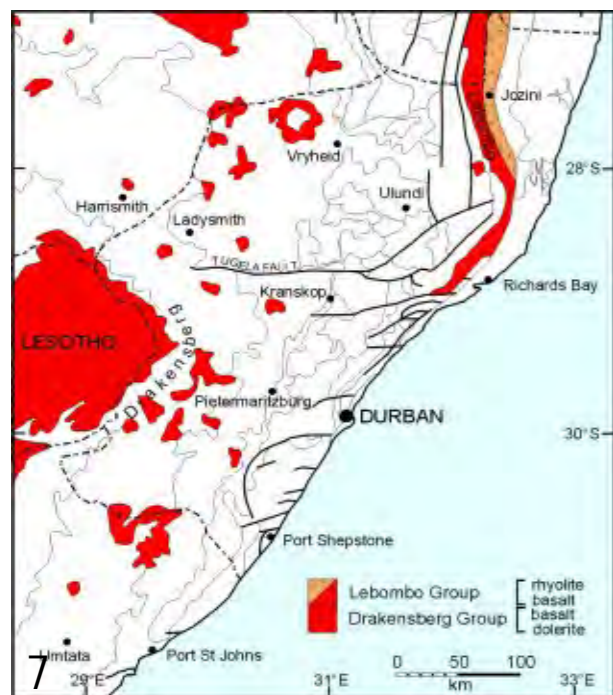 Jozini
LEBOMBO
Vryheid
28°S
Harrismith
Ulundi
Ladysmith
TUGELA FAULT
Kranskop
Richards Bay
LESOTHO
Drakensberg
Pietermaritzburg
DURBAN
30°S
Port Shepstone
Lebombo Group
rhyolite
basalt
Drakensberg Group
basalt
dolerite
7
Umtata
Port St Johns
0 50 100
km
29°E
31°E
33°E